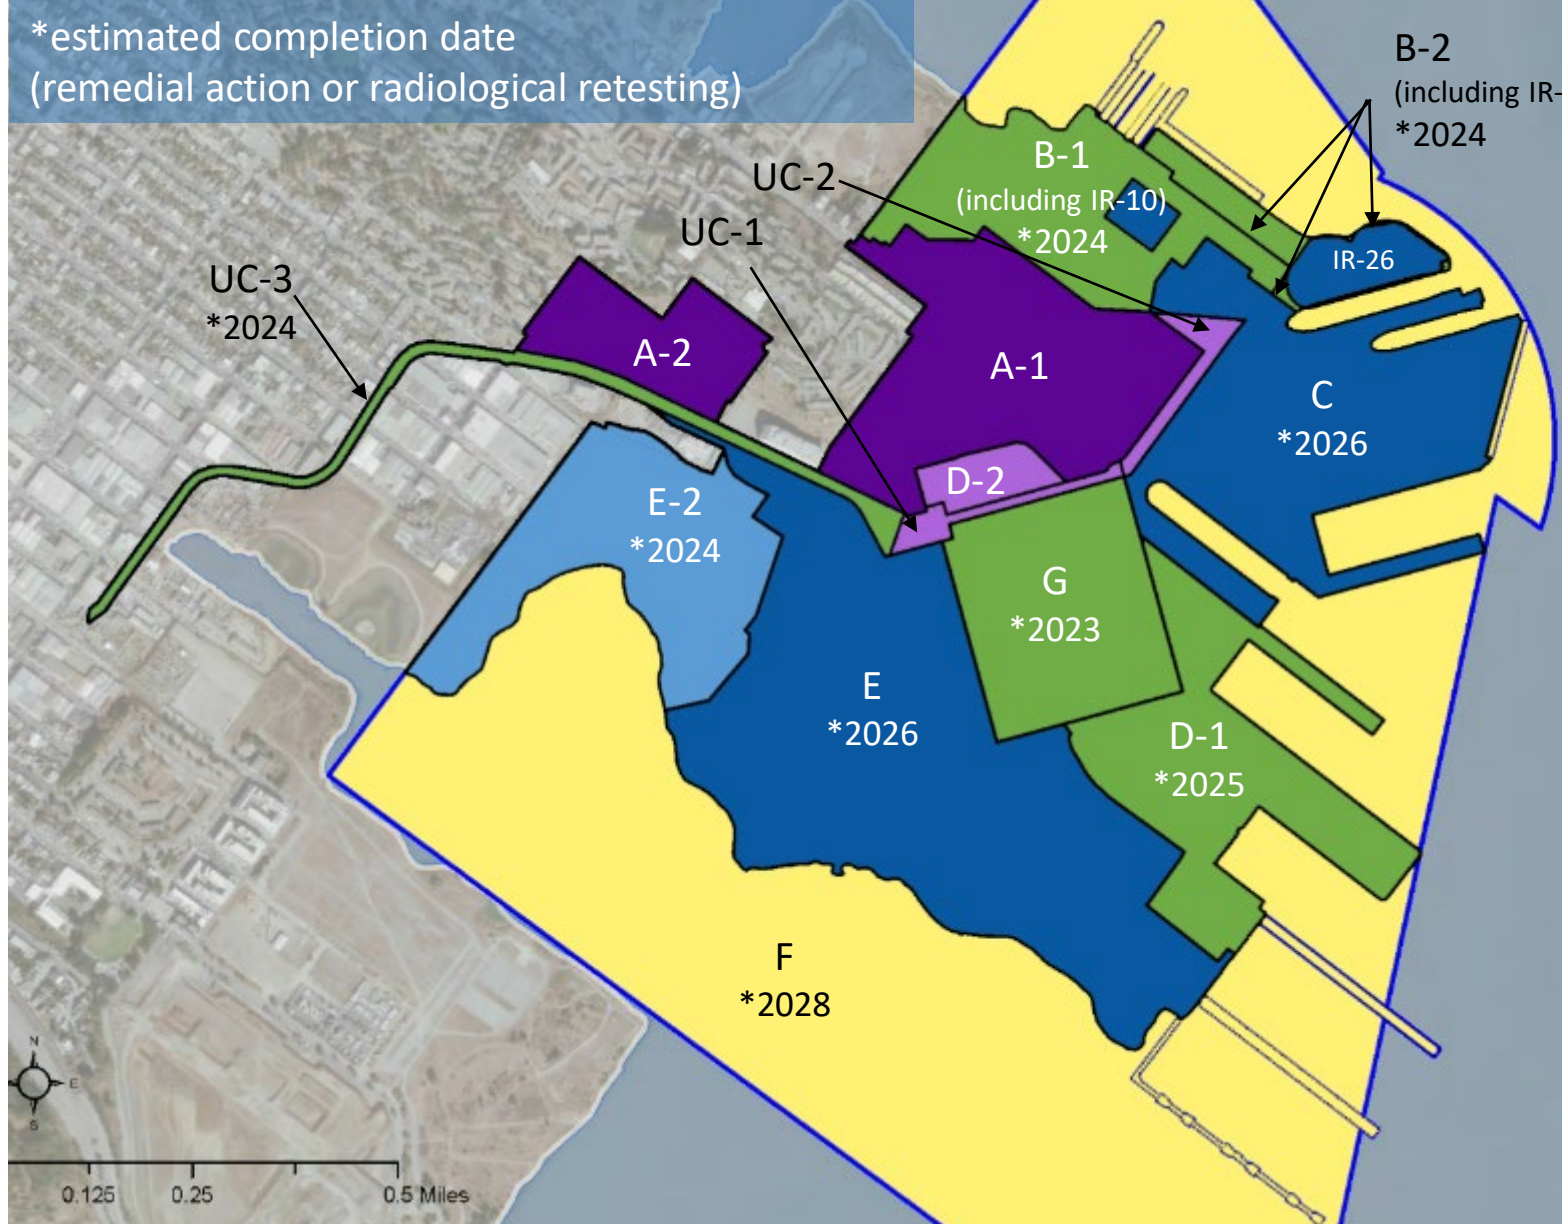 *estimated completion date
(remedial action or radiological retesting)
B-2
(including IR-
*2024
B-1
(including IR-10)
*2024
UC-2
UC-1
IR-26
UC-3
*2024
A-2
A-1
C
*2026
D-2
E-2
*2024
G
*2023
E
*2026
D-1
*2025
F
*2028
N
E
S
0.125
0.25
0.5 Miles